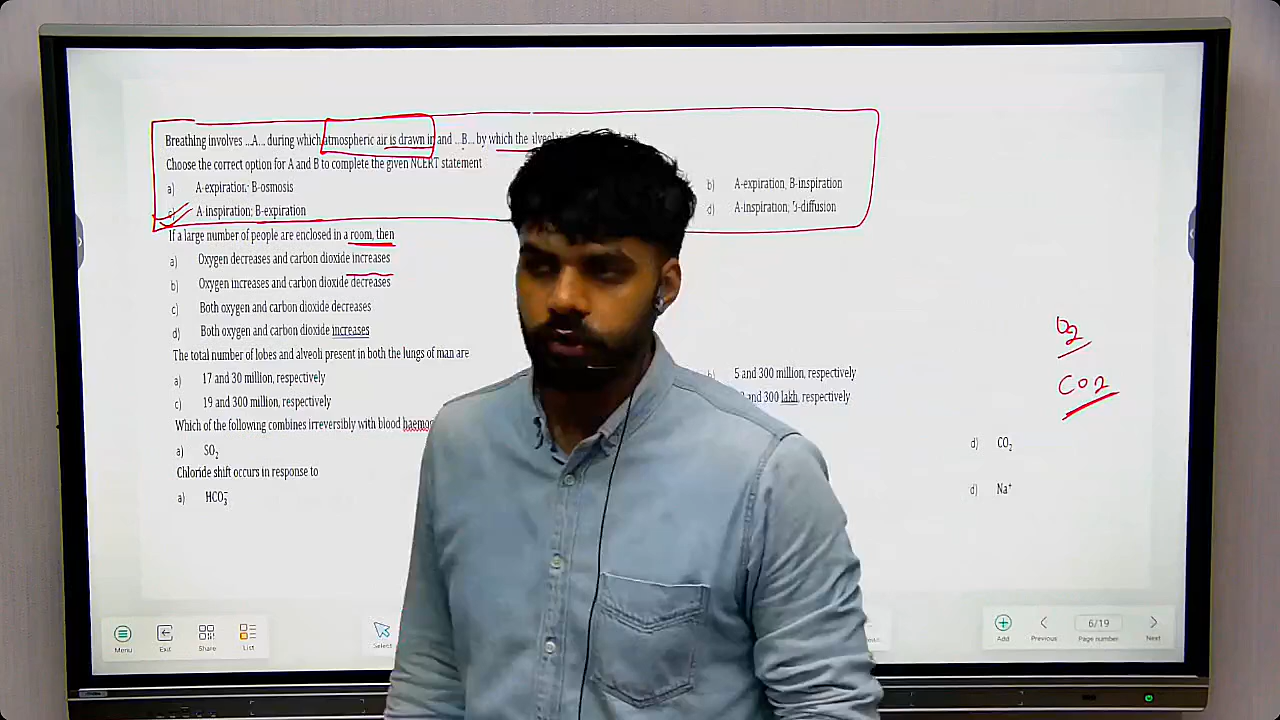 Breathing involves ...A... during which atmospheric air is drawn in and ...B... by which the alveolar
Choose the correct option for A and B to complete the given NCERT statement
a) A-expiration; B-osmosis
b) A-expiration, B-inspiration
A-inspiration; B-expiration
d) A-inspiration; B-diffusion
If a large number of people are enclosed in a room, then
a) Oxygen decreases and carbon dioxide increases
b) Oxygen increases and carbon dioxide decreases
c) Both oxygen and carbon dioxide decreases
d) Both oxygen and carbon dioxide increases
O2
CO2
The total number of lobes and alveoli present in both the lungs of man are
a) 17 and 30 million, respectively
5 and 300 million, respectively
c) 19 and 300 million, respectively
and 300 lakh, respectively
Which of the following combines irreversibly with blood
a) SO₂
d) CO₂
Chloride shift occurs in response to
a) HCO₃⁻
d) Na⁺
Menu
Exit
Share
List
Select
Add
Previous
6/19
Page number
Next